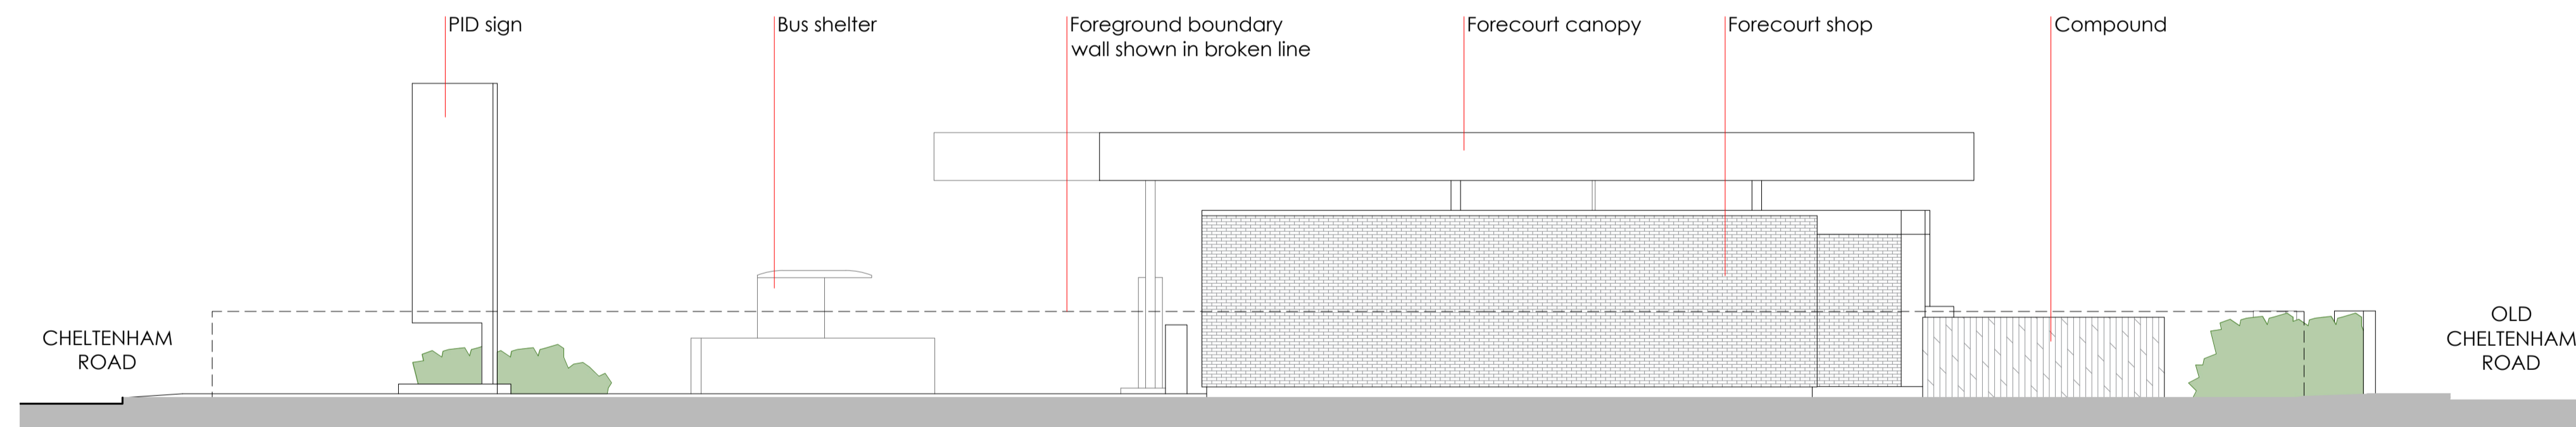 PID sign
Bus shelter
Foreground boundary
wall shown in broken line
Forecourt canopy
Forecourt shop
Compound
CHELTENHAM
ROAD
OLD
CHELTENHAM
ROAD